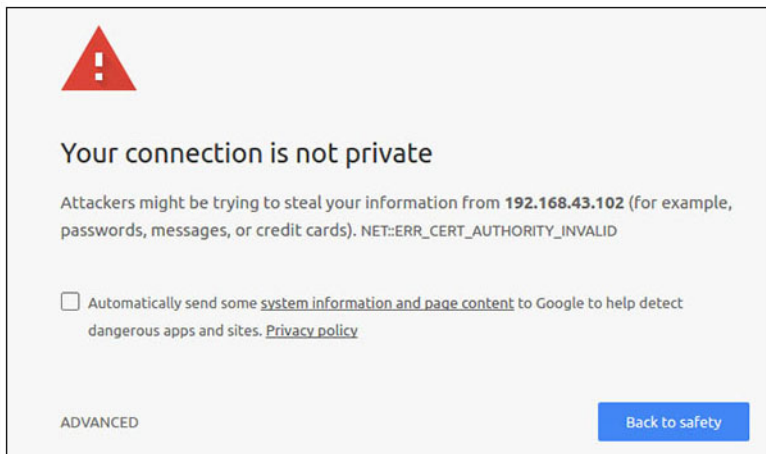 !
Your connection is not private
Attackers might be trying to steal your information from 192.168.43.102 (for example,
passwords, messages, or credit cards). NET::ERR_CERT_AUTHORITY_INVALID
Automatically send some system information and page content to Google to help detect
dangerous apps and sites. Privacy policy
ADVANCED
Back to safety